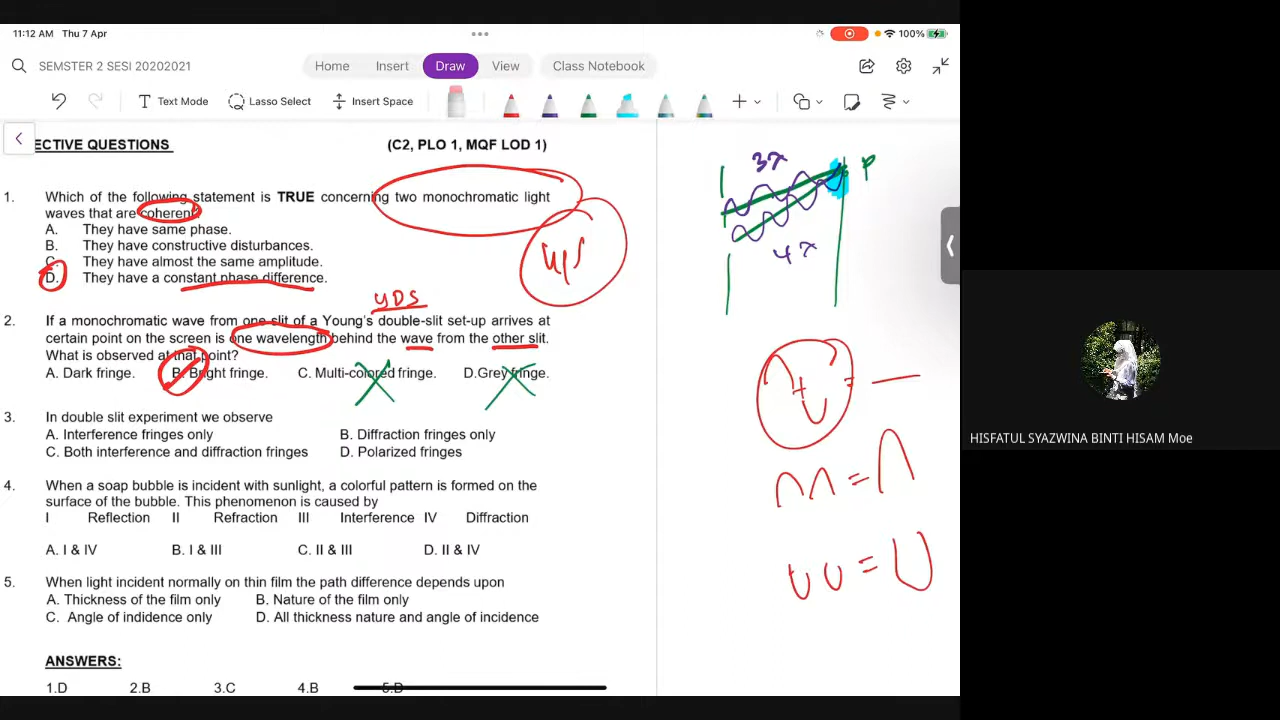 11:12 AM Thu 7 Apr
100%
SEMSTER 2 SESI 20202021
Home Insert Draw View Class Notebook
Text Mode Lasso Select Insert Space
ECTIVE QUESTIONS (C2, PLO 1, MQF LOD 1)
1. Which of the following statement is TRUE concerning two monochromatic light
waves that are coherent.
A. They have same phase.
B. They have constructive disturbances.
C. They have almost the same amplitude.
D. They have a constant phase difference.
YDS
2. If a monochromatic wave from one slit of a Young's double-slit set-up arrives at
certain point on the screen is one wavelength behind the wave from the other slit.
What is observed at that point?
A. Dark fringe. B. Bright fringe. C. Multi-colored fringe. D.Grey fringe.
3. In double slit experiment we observe
A. Interference fringes only B. Diffraction fringes only
C. Both interference and diffraction fringes D. Polarized fringes
4. When a soap bubble is incident with sunlight, a colorful pattern is formed on the
surface of the bubble. This phenomenon is caused by
I Reflection II Refraction III Interference IV Diffraction
A. I & IV B. I & III C. II & III D. II & IV
5. When light incident normally on thin film the path difference depends upon
A. Thickness of the film only B. Nature of the film only
C. Angle of indidence only D. All thickness nature and angle of incidence
ANSWERS:
1.D 2.B 3.C 4.B 5.D
3λ P
4λ
HISFATUL SYAZWINA BINTI HISAM Moe